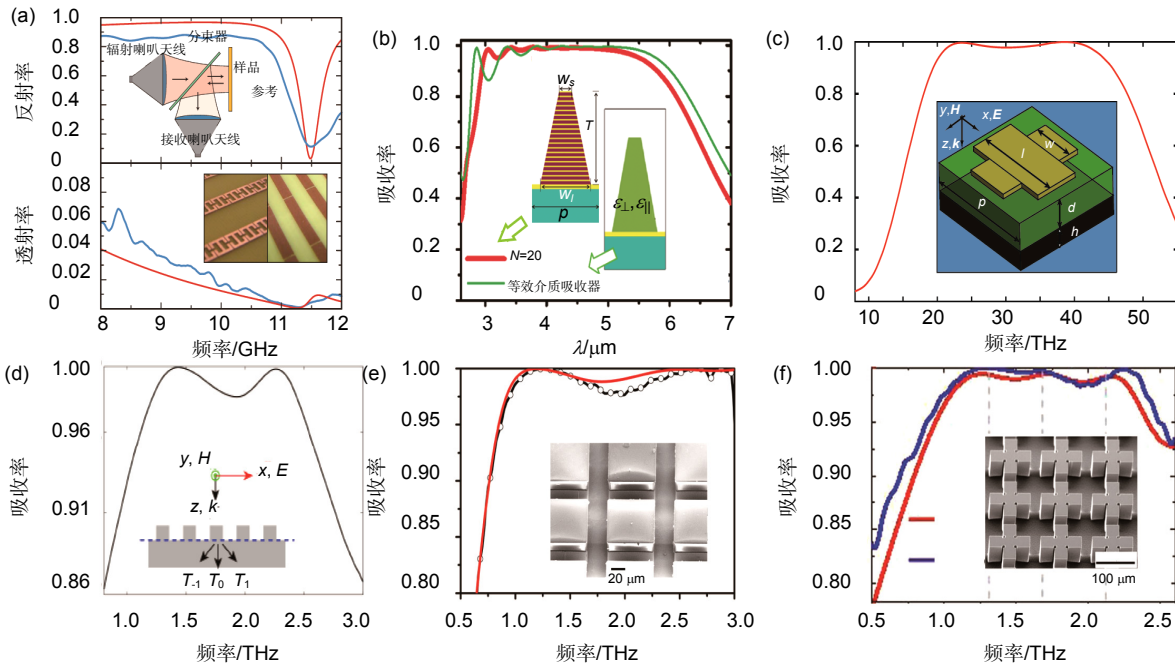 (a)
反射率
1.0
0.8
0.6
0.4
0.2
0
辐射喇叭天线
分束器
样品
参考
接收喇叭天线
透射率
0.08
0.06
0.04
0.02
0
8
9
10
11
12
频率/GHz
(b)
吸收率
1.0
0.8
0.6
0.4
0.2
0
w_s
T
w_l
p
ε⊥, ε||
N=20
等效介质吸收器
3
4
5
6
7
λ/μm
(c)
吸收率
1.0
0.8
0.6
0.4
0.2
0
y,H
x,E
z,k
w
l
p
d
h
10
20
30
40
50
频率/THz
(d)
吸收率
1.00
0.96
0.93
0.89
0.86
y, H
x, E
z, k
T₋₁ T₀ T₁
1.0
1.5
2.0
2.5
3.0
频率/THz
(e)
吸收率
1.00
0.95
0.90
0.85
0.80
20 μm
0.5
1.0
1.5
2.0
2.5
3.0
频率/THz
(f)
吸收率
1.00
0.95
0.90
0.85
0.80
100 μm
0.5
1.0
1.5
2.0
2.5
频率/THz